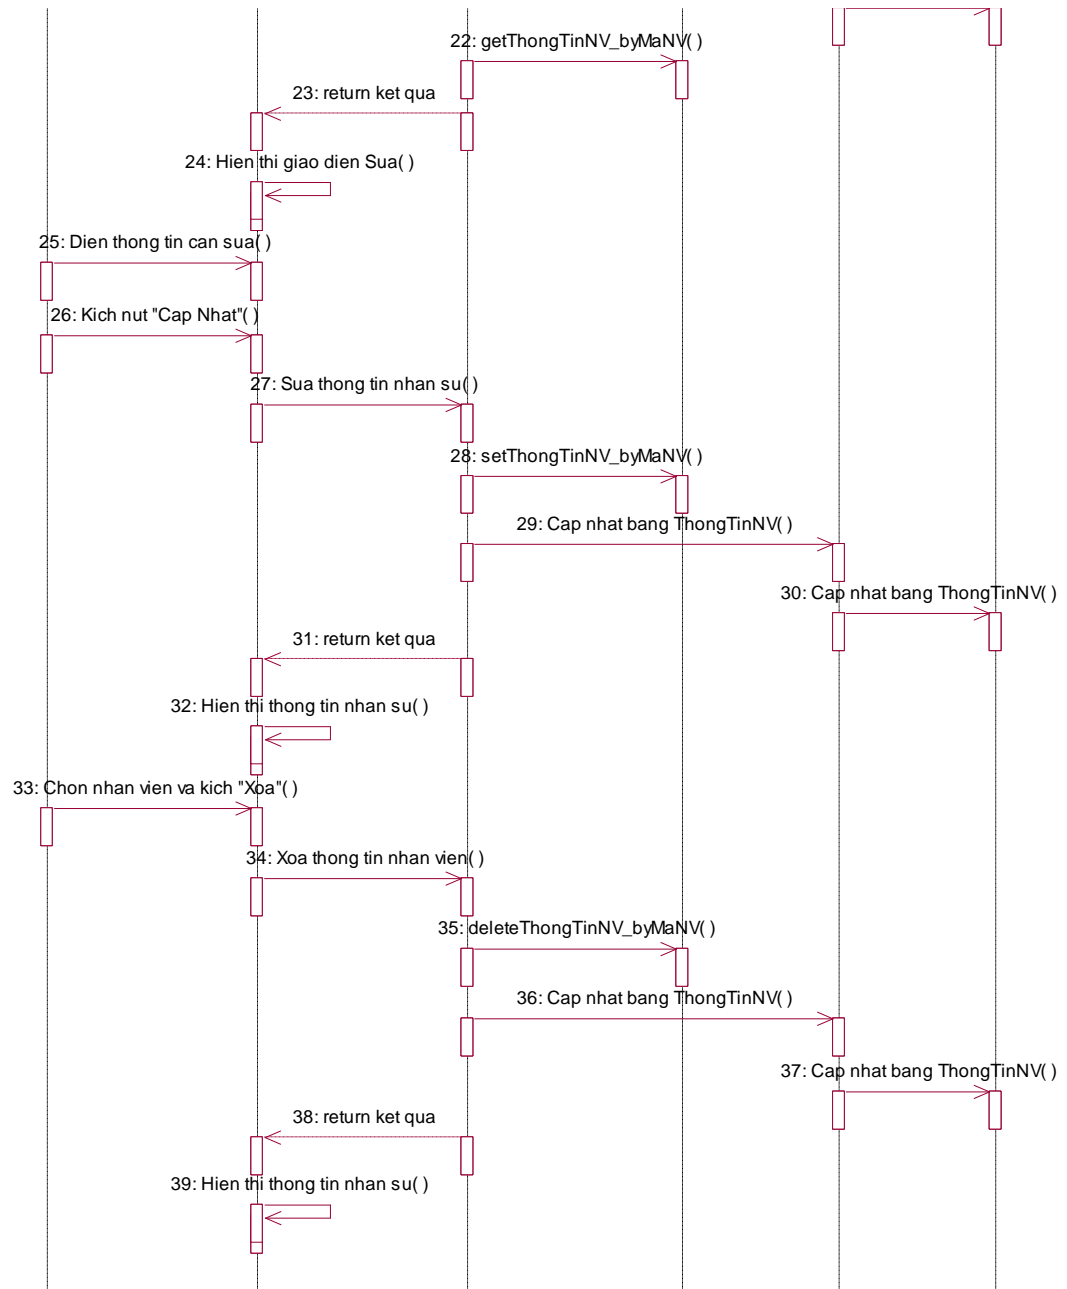 22: getThongTinNV_byMaNV( )
23: return ket qua
24: Hien thi giao dien Sua( )
25: Dien thong tin can sua( )
26: Kich nut "Cap Nhat"( )
27: Sua thong tin nhan su( )
28: setThongTinNV_byMaNV( )
29: Cap nhat bang ThongTinNV( )
30: Cap nhat bang ThongTinNV( )
31: return ket qua
32: Hien thi thong tin nhan su( )
33: Chon nhan vien va kich "Xoa"( )
34: Xoa thong tin nhan vien( )
35: deleteThongTinNV_byMaNV( )
36: Cap nhat bang ThongTinNV( )
37: Cap nhat bang ThongTinNV( )
38: return ket qua
39: Hien thi thong tin nhan su( )